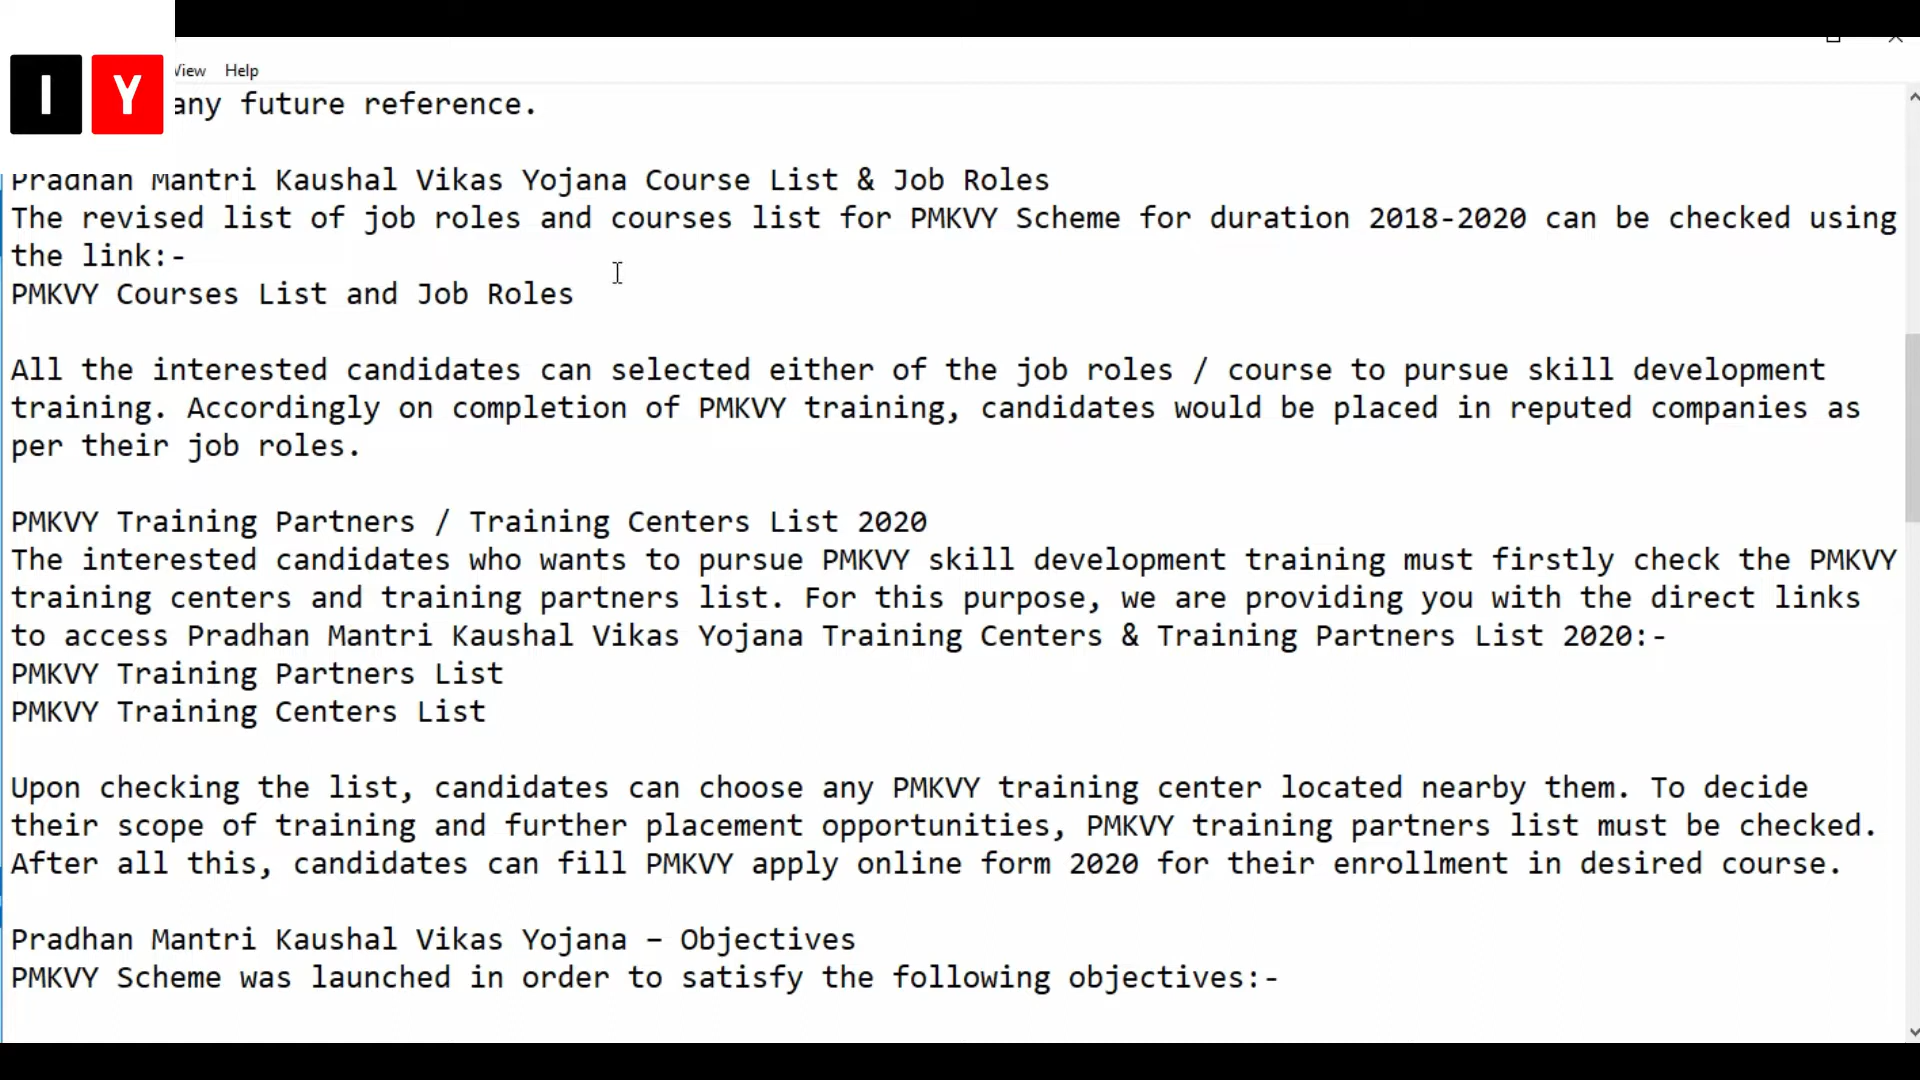 I Y
View Help
any future reference.
Pradhan Mantri Kaushal Vikas Yojana Course List & Job Roles
The revised list of job roles and courses list for PMKVY Scheme for duration 2018-2020 can be checked using
the link:-
PMKVY Courses List and Job Roles
All the interested candidates can selected either of the job roles / course to pursue skill development
training. Accordingly on completion of PMKVY training, candidates would be placed in reputed companies as
per their job roles.
PMKVY Training Partners / Training Centers List 2020
The interested candidates who wants to pursue PMKVY skill development training must firstly check the PMKVY
training centers and training partners list. For this purpose, we are providing you with the direct links
to access Pradhan Mantri Kaushal Vikas Yojana Training Centers & Training Partners List 2020:-
PMKVY Training Partners List
PMKVY Training Centers List
Upon checking the list, candidates can choose any PMKVY training center located nearby them. To decide
their scope of training and further placement opportunities, PMKVY training partners list must be checked.
After all this, candidates can fill PMKVY apply online form 2020 for their enrollment in desired course.
Pradhan Mantri Kaushal Vikas Yojana – Objectives
PMKVY Scheme was launched in order to satisfy the following objectives:-